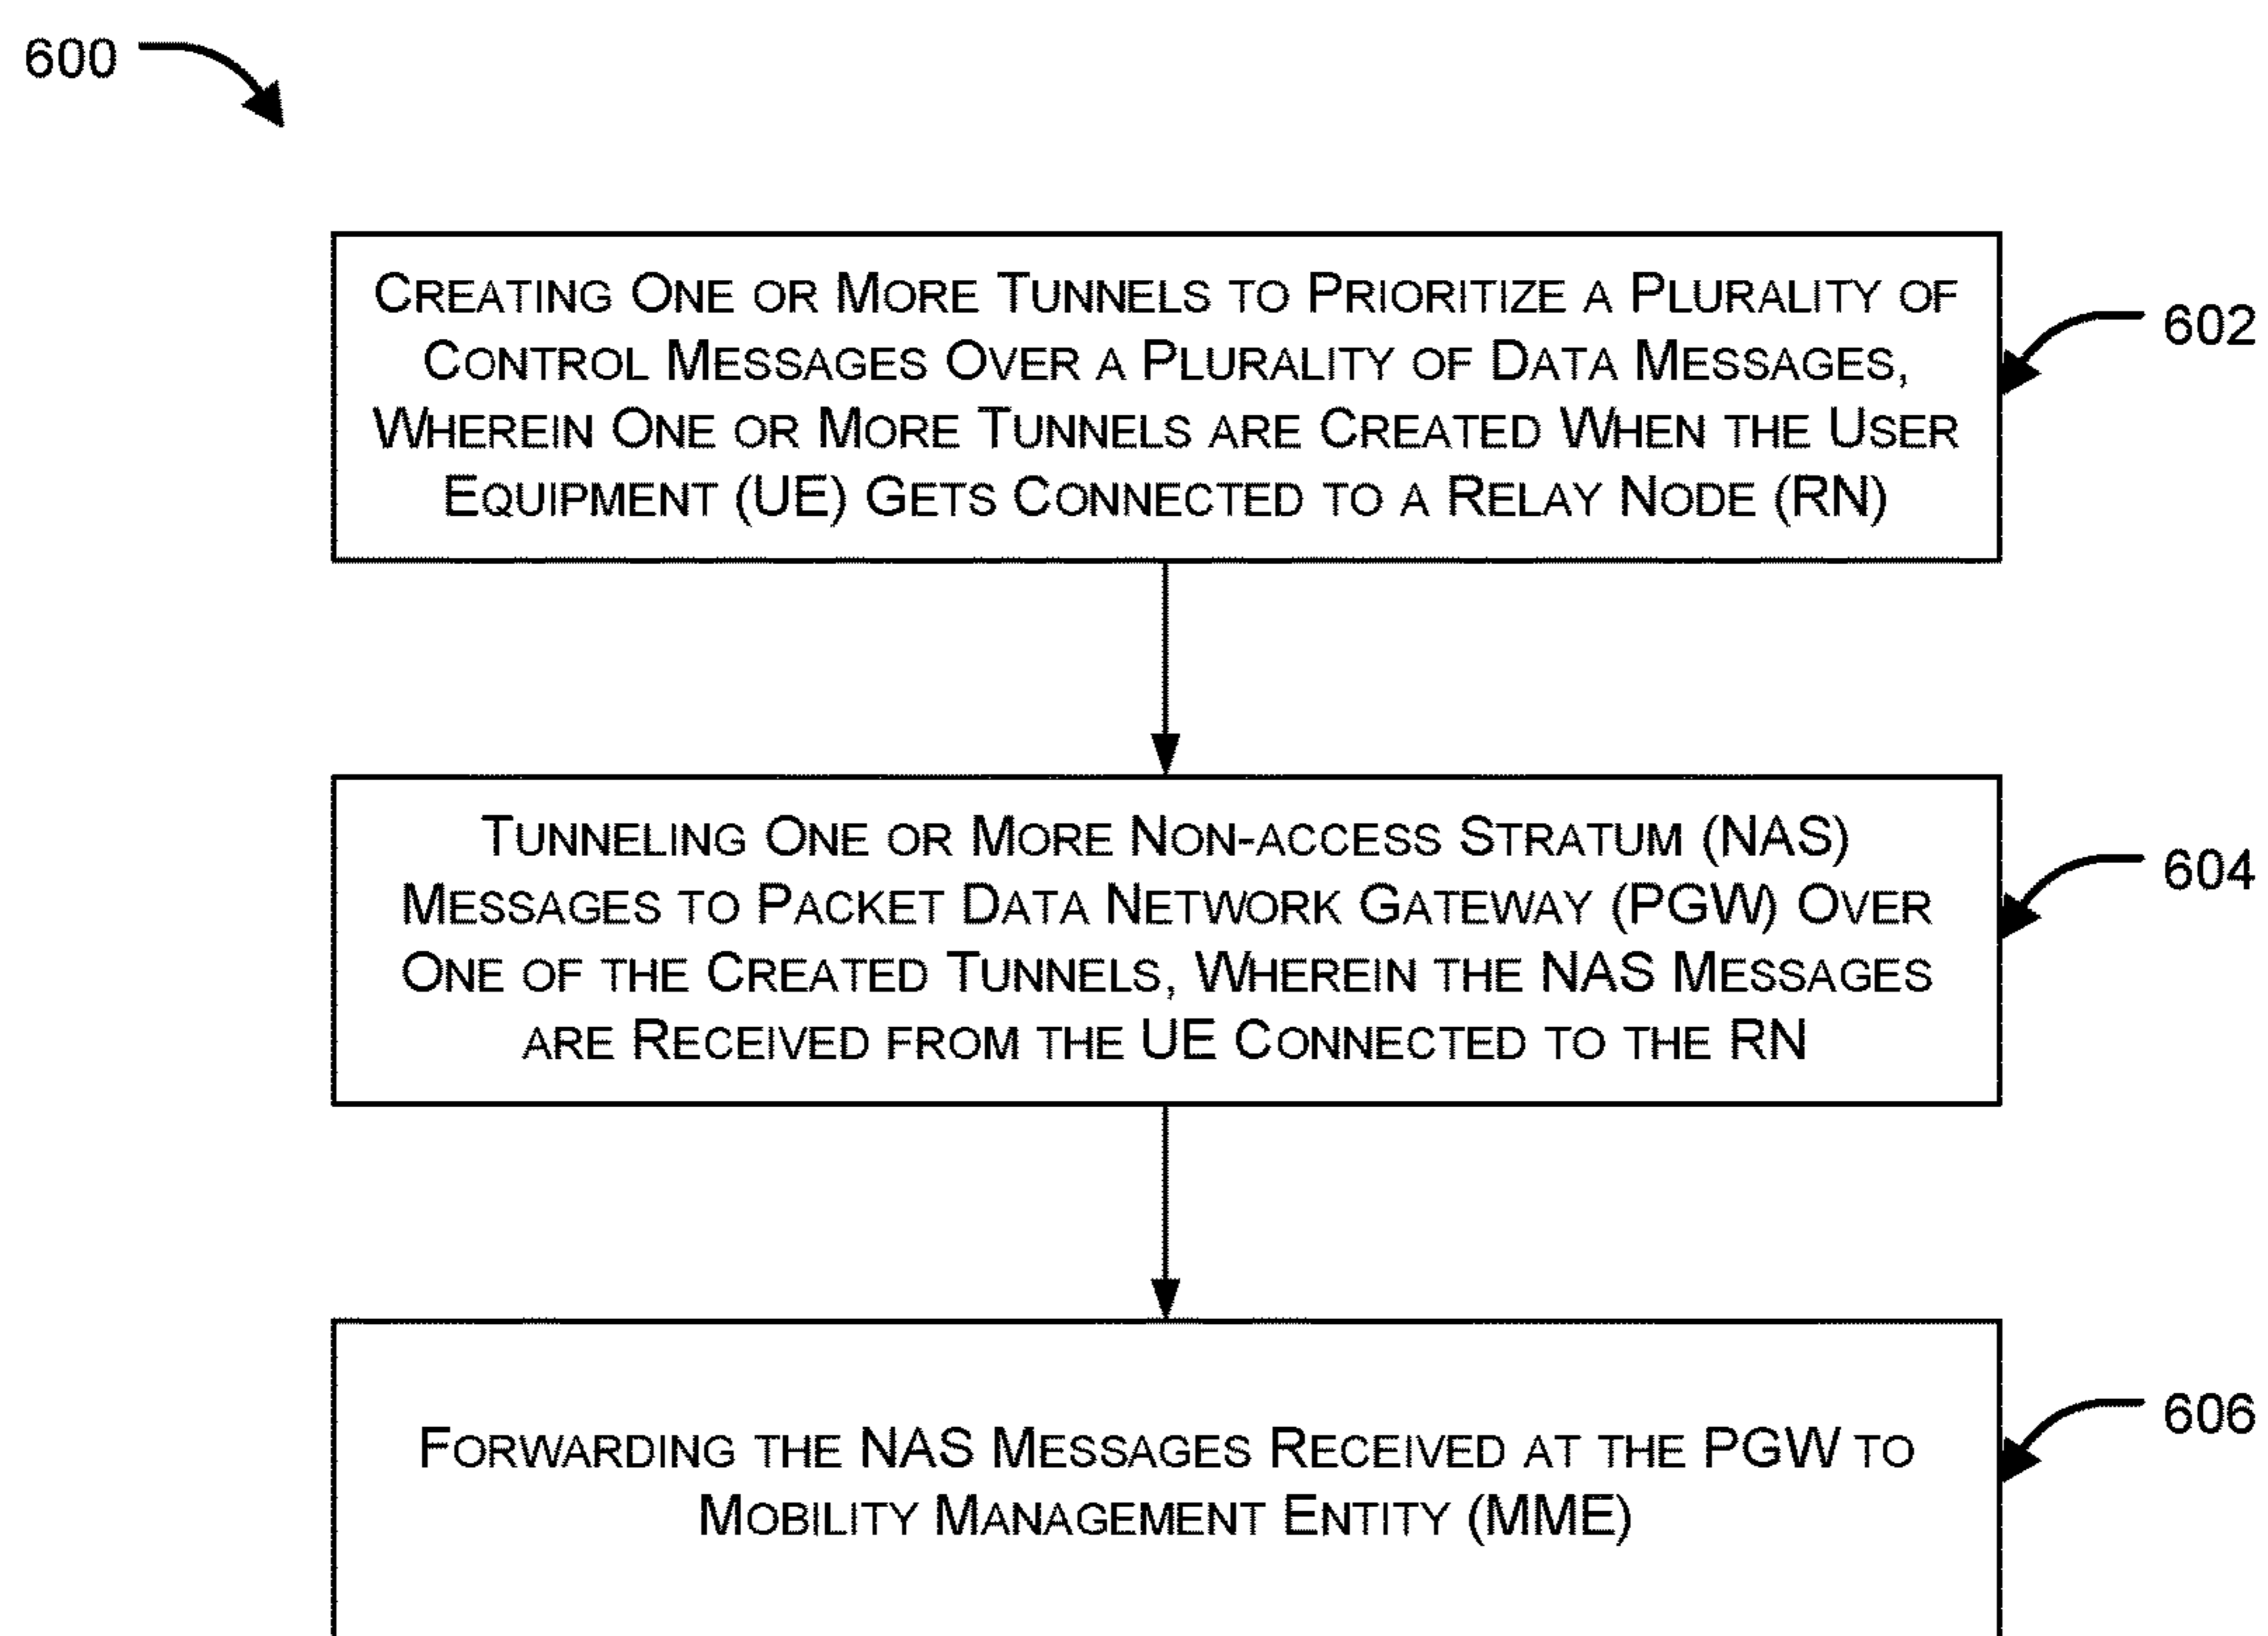 600
CREATING ONE OR MORE TUNNELS TO PRIORITIZE A PLURALITY OF
CONTROL MESSAGES OVER A PLURALITY OF DATA MESSAGES,
WHEREIN ONE OR MORE TUNNELS ARE CREATED WHEN THE USER
EQUIPMENT (UE) GETS CONNECTED TO A RELAY NODE (RN)
602
TUNNELING ONE OR MORE NON-ACCESS STRATUM (NAS)
MESSAGES TO PACKET DATA NETWORK GATEWAY (PGW) OVER
ONE OF THE CREATED TUNNELS, WHEREIN THE NAS MESSAGES
ARE RECEIVED FROM THE UE CONNECTED TO THE RN
604
FORWARDING THE NAS MESSAGES RECEIVED AT THE PGW TO
MOBILITY MANAGEMENT ENTITY (MME)
606